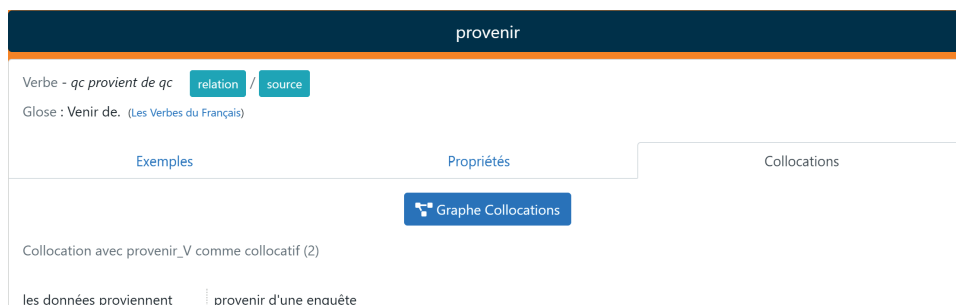 provenir
Verbe - qc provient de qc relation / source
Glose : Venir de. (Les Verbes du Français)
Exemples Propriétés Collocations
Graphe Collocations
Collocation avec provenir_V comme collocatif (2)
les données proviennent provenir d'une enquête